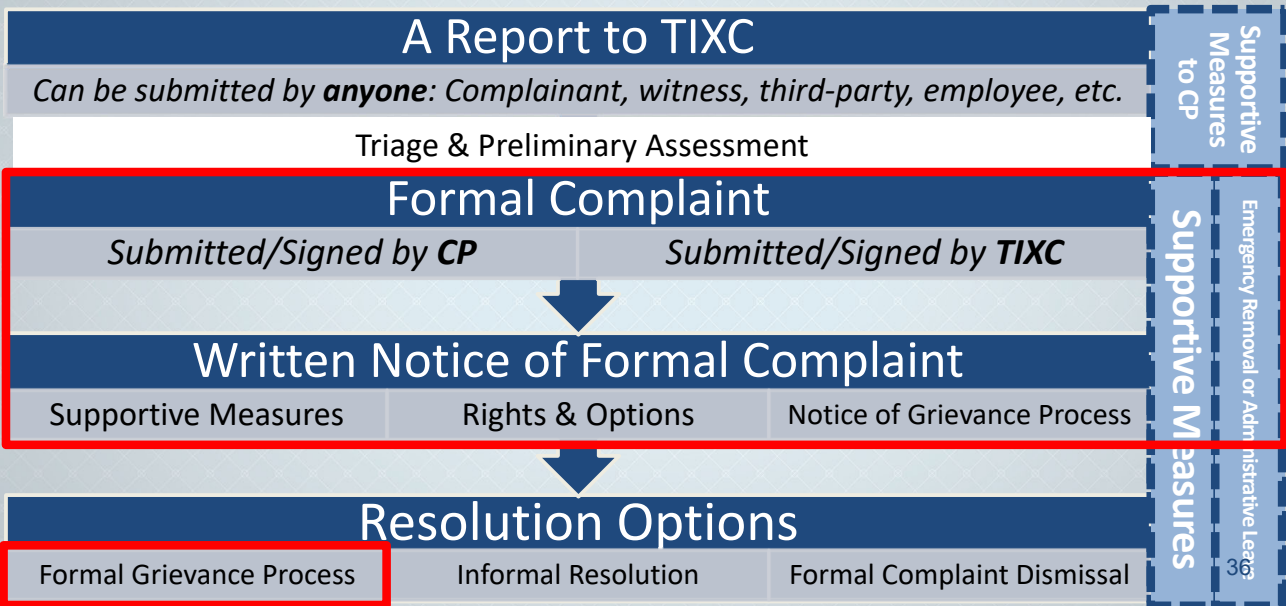 A Report to TIXC
Can be submitted by anyone: Complainant, witness, third-party, employee, etc.
Triage & Preliminary Assessment
Formal Complaint
Submitted/Signed by CP
Submitted/Signed by TIXC
Written Notice of Formal Complaint
Supportive Measures
Rights & Options
Notice of Grievance Process
Resolution Options
Formal Grievance Process
Informal Resolution
Formal Complaint Dismissal
Supportive
Measures
to CP
Supportive Measures
Emergency Removal or Administrative Leave
36